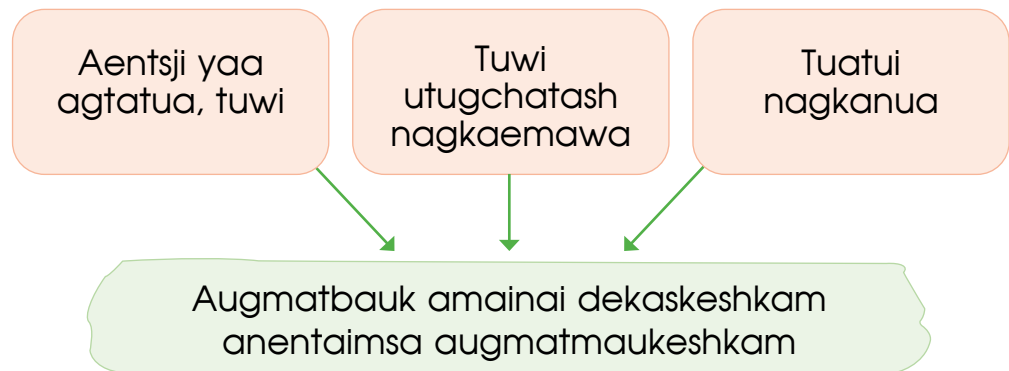 Aentsji yaa
agtatua, tuwi
Tuwi
utugchatash
nagkaemawa
Tuatui
nagkanua
Augmatbauk amainai dekaskeshkam
anentaimsa augmatmaukeshkam